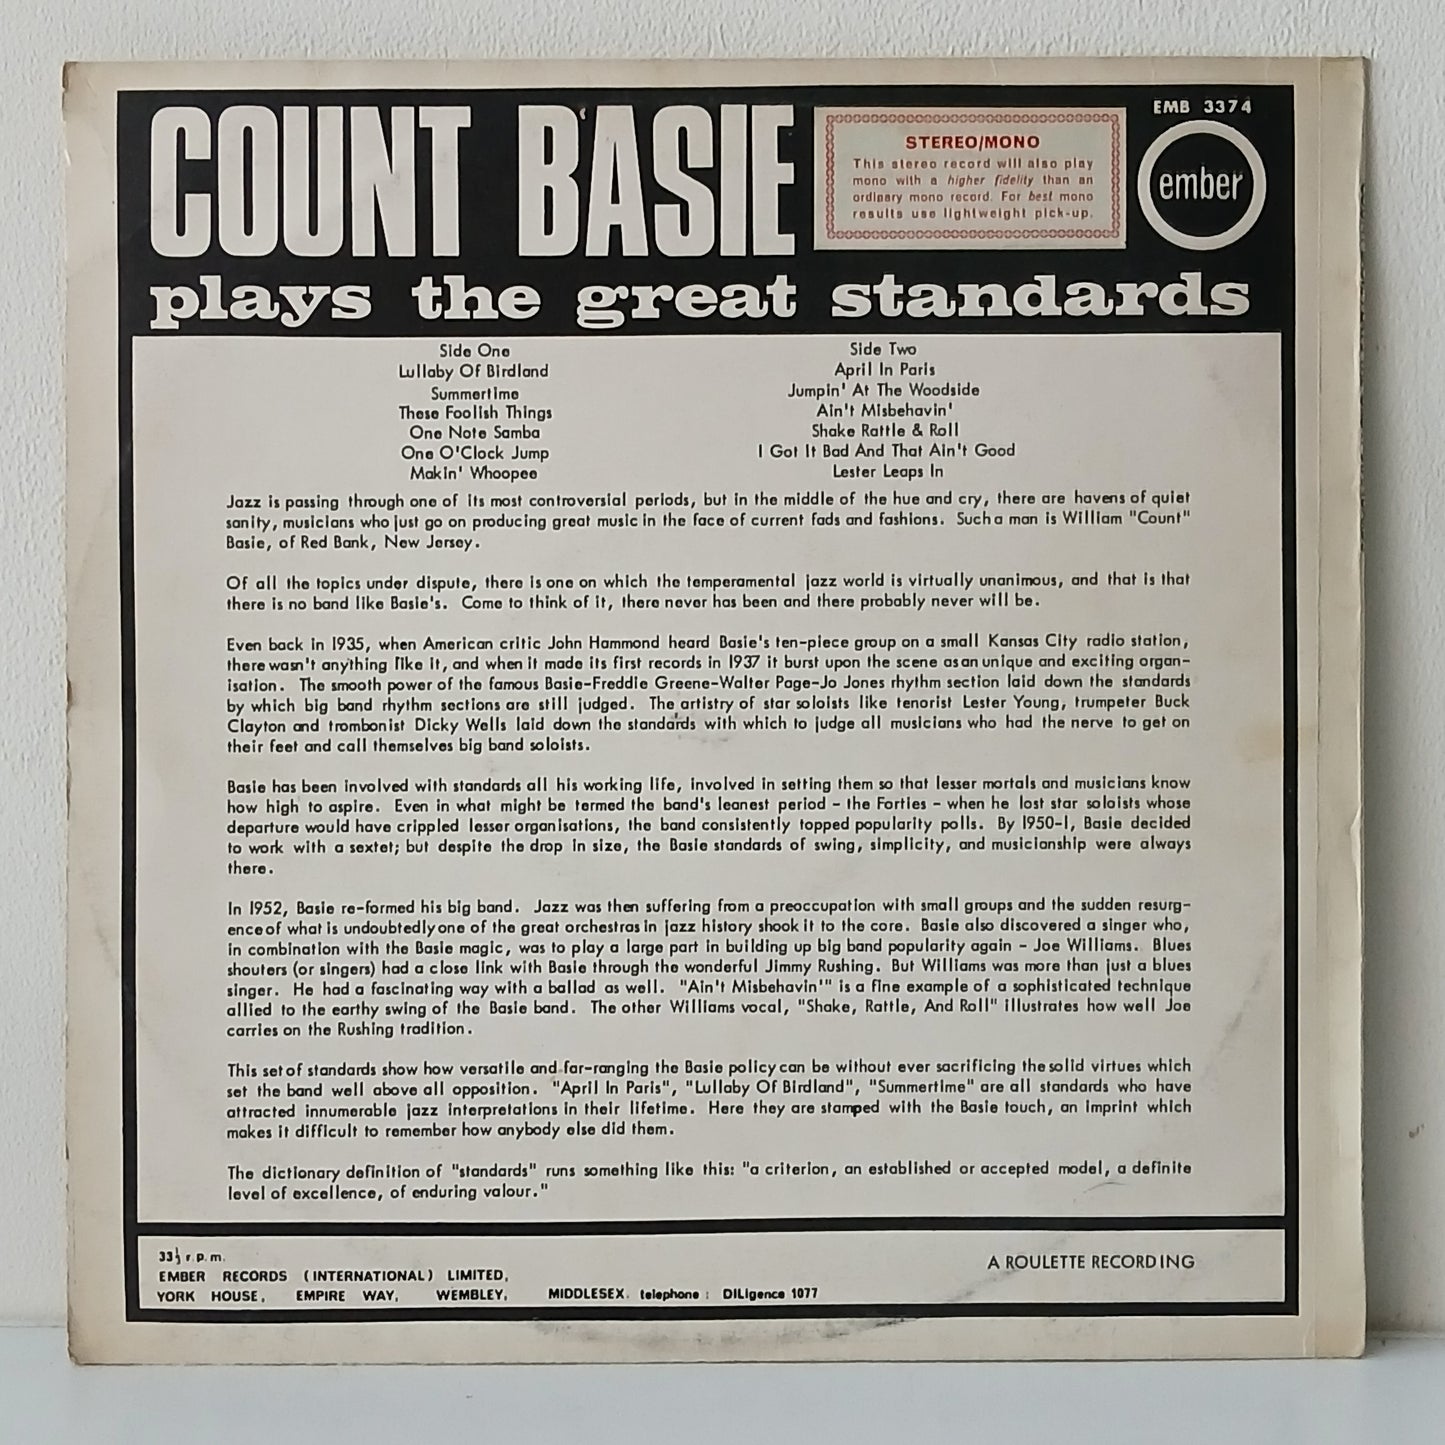 COUNT BASIE
STEREO/MONO
This stereo record will also play
mono with a higher fidelity than an
ordinary mono record. For best mono
results use lightweight pick-up.
EMB 3374
ember
plays the great standards
Side One
Lullaby Of Birdland
Summertime
These Foolish Things
One Note Samba
One O'Clock Jump
Makin' Whoopee
Side Two
April In Paris
Jumpin' At The Woodside
Ain't Misbehavin'
Shake Rattle & Roll
I Got It Bad And That Ain't Good
Lester Leaps In
Jazz is passing through one of its most controversial periods, but in the middle of the hue and cry, there are havens of quiet
sanity, musicians who just go on producing great music in the face of current fads and fashions. Such a man is William "Count"
Basie, of Red Bank, New Jersey.
Of all the topics under dispute, there is one on which the temperamental jazz world is virtually unanimous, and that is that
there is no band like Basie's. Come to think of it, there never has been and there probably never will be.
Even back in 1935, when American critic John Hammond heard Basie's ten-piece group on a small Kansas City radio station,
there wasn't anything like it, and when it made its first records in 1937 it burst upon the scene as an unique and exciting organ-
isation. The smooth power of the famous Basie-Freddie Greene-Walter Page-Jo Jones rhythm section laid down the standards
by which big band rhythm sections are still judged. The artistry of star soloists like tenorist Lester Young, trumpeter Buck
Clayton and trombonist Dicky Wells laid down the standards with which to judge all musicians who had the nerve to get on
their feet and call themselves big band soloists.
Basie has been involved with standards all his working life, involved in setting them so that lesser mortals and musicians know
how high to aspire. Even in what might be termed the band's leanest period - the Forties - when he lost star soloists whose
departure would have crippled lesser organisations, the band consistently topped popularity polls. By 1950-1, Basie decided
to work with a sextet; but despite the drop in size, the Basie standards of swing, simplicity, and musicianship were always
there.
In 1952, Basie re-formed his big band. Jazz was then suffering from a preoccupation with small groups and the sudden resurg-
ence of what is undoubtedly one of the great orchestras in jazz history shook it to the core. Basie also discovered a singer who,
in combination with the Basie magic, was to play a large part in building up big band popularity again - Joe Williams. Blues
shouters (or singers) had a close link with Basie through the wonderful Jimmy Rushing. But Williams was more than just a blues
singer. He had a fascinating way with a ballad as well. "Ain't Misbehavin'" is a fine example of a sophisticated technique
allied to the earthy swing of the Basie band. The other Williams vocal, "Shake, Rattle, And Roll" illustrates how well Joe
carries on the Rushing tradition.
This set of standards show how versatile and far-ranging the Basie policy can be without ever sacrificing the solid virtues which
set the band well above all opposition. "April In Paris", "Lullaby Of Birdland", "Summertime" are all standards who have
attracted innumerable jazz interpretations in their lifetime. Here they are stamped with the Basie touch, an imprint which
makes it difficult to remember how anybody else did them.
The dictionary definition of "standards" runs something like this: "a criterion, an established or accepted model, a definite
level of excellence, of enduring valour."
33⅓ r.p.m.
EMBER RECORDS (INTERNATIONAL) LIMITED,
YORK HOUSE, EMPIRE WAY, WEMBLEY, MIDDLESEX. telephone: DILigence 1077
A ROULETTE RECORDING